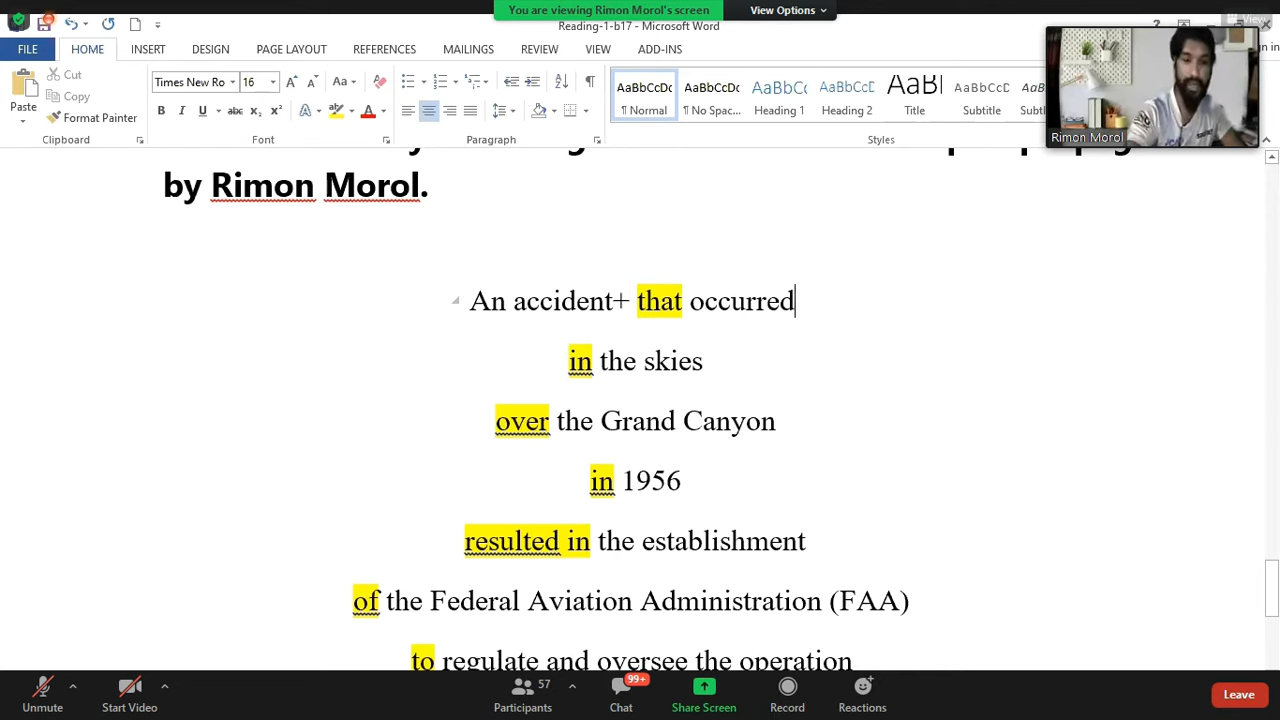 You are viewing Rimon Morol's screen View Options
Reading-1-b17 - Microsoft Word
View
FILE HOME INSERT DESIGN PAGE LAYOUT REFERENCES MAILINGS REVIEW VIEW ADD-INS
Cut
Copy
Format Painter
Paste
Times New Ro 16
AaBbCcDc AaBbCcDc AaBbCc AaBbCcC AaBl AaBbCcC
¶ Normal ¶ No Spac... Heading 1 Heading 2 Title Subtitle
Clipboard Font Paragraph Styles
Rimon Morol
by Rimon Morol.
An accident+ that occurred
in the skies
over the Grand Canyon
in 1956
resulted in the establishment
of the Federal Aviation Administration (FAA)
to regulate and oversee the operation
Unmute Start Video Participants 57 Chat 99+ Share Screen Record Reactions Leave